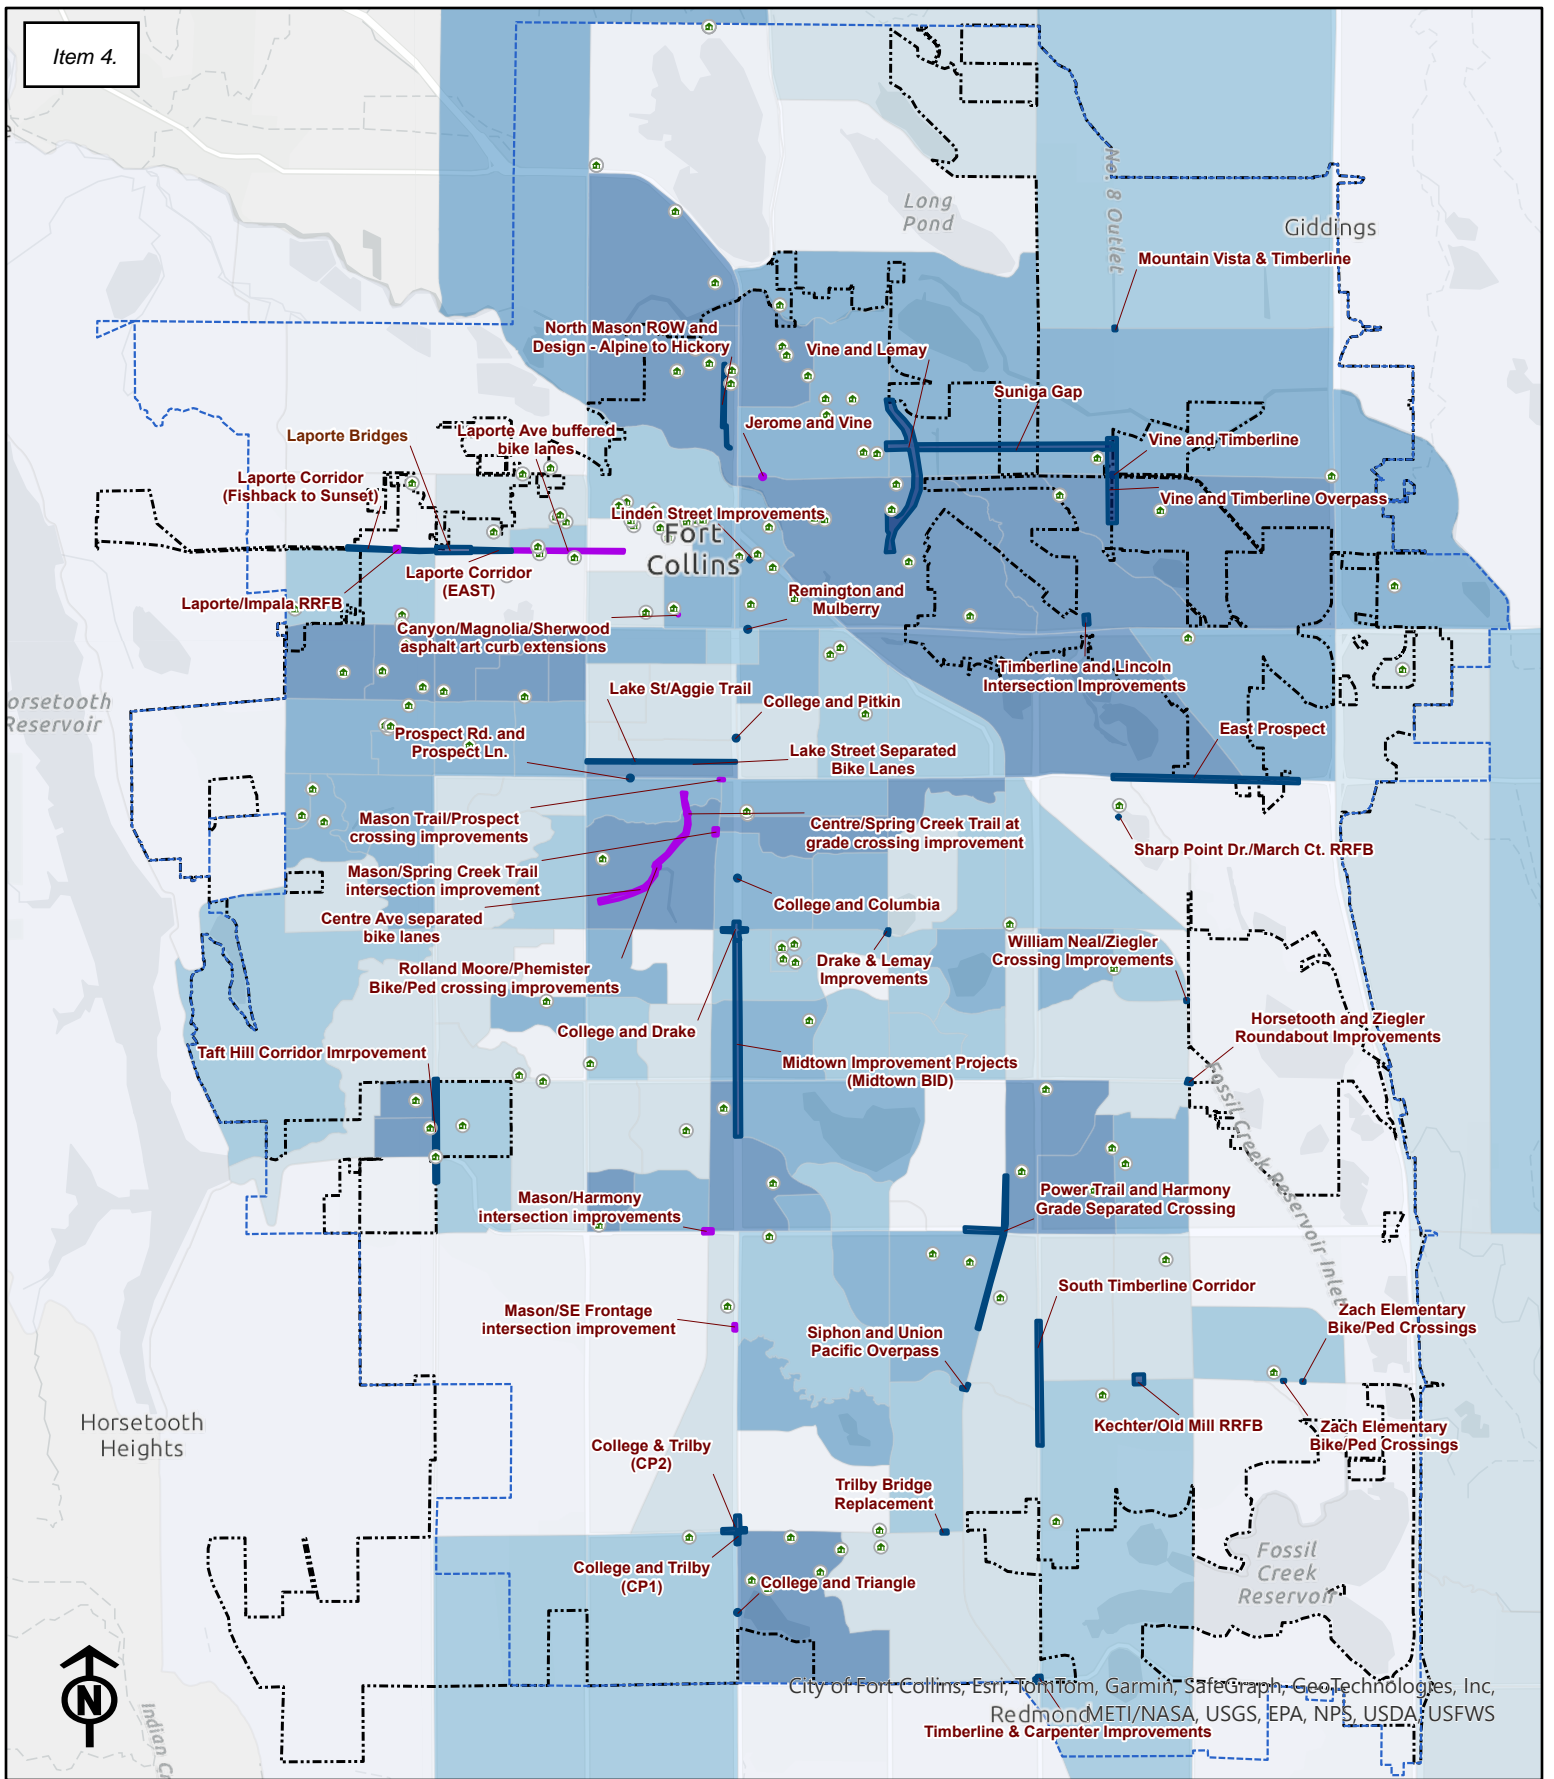 Item 4.
No. 8 Outlet
Long
Pond
Giddings
Mountain Vista & Timberline
North Mason ROW and
Design - Alpine to Hickory
Vine and Lemay
Suniga Gap
Jerome and Vine
Laporte Ave buffered
bike lanes
Laporte Bridges
Vine and Timberline
Laporte Corridor
(Fishback to Sunset)
Vine and Timberline Overpass
Linden Street Improvements
Fort
Collins
Laporte Corridor
(EAST)
Laporte/Impala RRFB
Remington and
Mulberry
Canyon/Magnolia/Sherwood
asphalt art curb extensions
Timberline and Lincoln
Intersection Improvements
Lake St/Aggie Trail
College and Pitkin
orsetooth
Reservoir
Prospect Rd. and
Prospect Ln.
East Prospect
Lake Street Separated
Bike Lanes
Mason Trail/Prospect
crossing improvements
Centre/Spring Creek Trail at
grade crossing improvement
Sharp Point Dr./March Ct. RRFB
Mason/Spring Creek Trail
intersection improvement
College and Columbia
Centre Ave separated
bike lanes
Drake & Lemay
Improvements
William Neal/Ziegler
Crossing Improvements
Rolland Moore/Phemister
Bike/Ped crossing improvements
College and Drake
Horsetooth and Ziegler
Roundabout Improvements
Taft Hill Corridor Imrpovement
Midtown Improvement Projects
(Midtown BID)
Fossil Creek Reservoir Inlet
Mason/Harmony
intersection improvements
Power Trail and Harmony
Grade Separated Crossing
South Timberline Corridor
Mason/SE Frontage
intersection improvement
Zach Elementary
Bike/Ped Crossings
Siphon and Union
Pacific Overpass
Horsetooth
Heights
Kechter/Old Mill RRFB
Zach Elementary
Bike/Ped Crossings
College & Trilby
(CP2)
Trilby Bridge
Replacement
Fossil
Creek
Reservoir
College and Trilby
(CP1)
College and Triangle
N
Indian Cr
City of Fort Collins, Esri, TomTom, Garmin, SafeGraph, GeoTechnologies, Inc,
Redmond METI/NASA, USGS, EPA, NPS, USDA, USFWS
Timberline & Carpenter Improvements